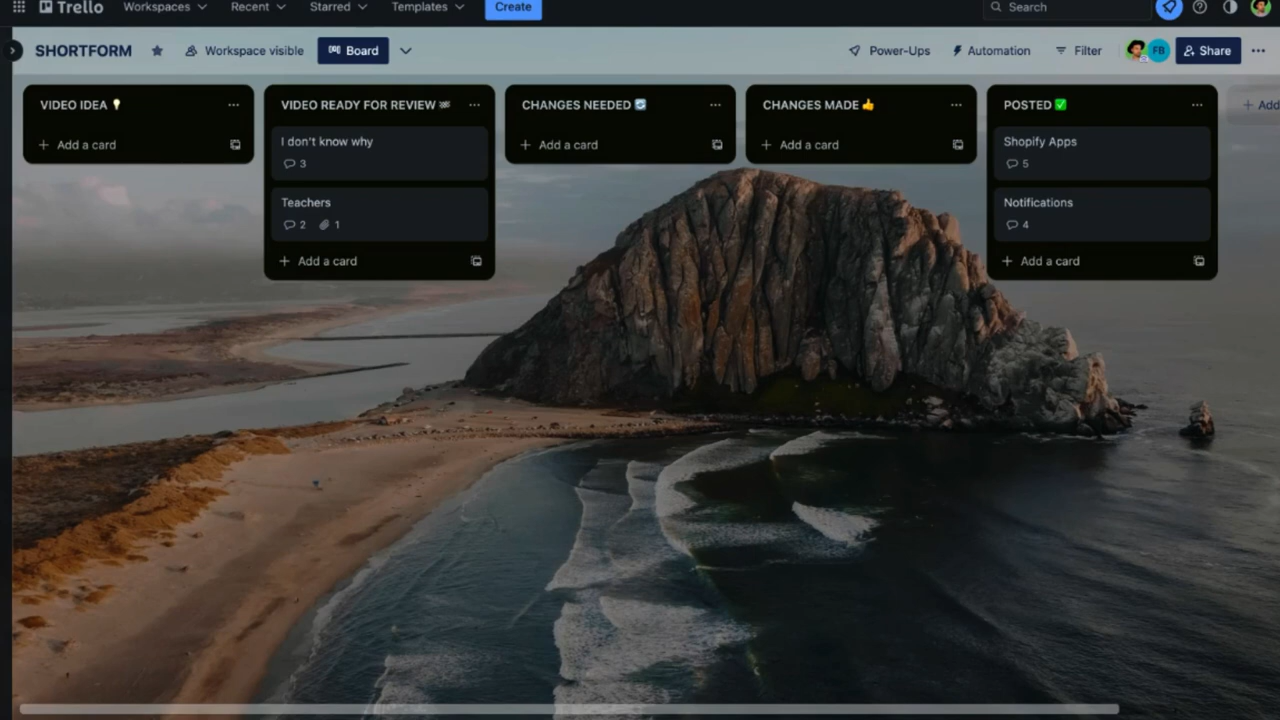 Trello Workspaces Recent Starred Templates Create Search
SHORTFORM Workspace visible Board Power-Ups Automation Filter FB Share
VIDEO IDEA 💡
+ Add a card
VIDEO READY FOR REVIEW 🏁
I don't know why
3
Teachers
2 1
+ Add a card
CHANGES NEEDED 🔄
+ Add a card
CHANGES MADE 👍
+ Add a card
POSTED ✅
Shopify Apps
5
Notifications
4
+ Add a card
+ Add